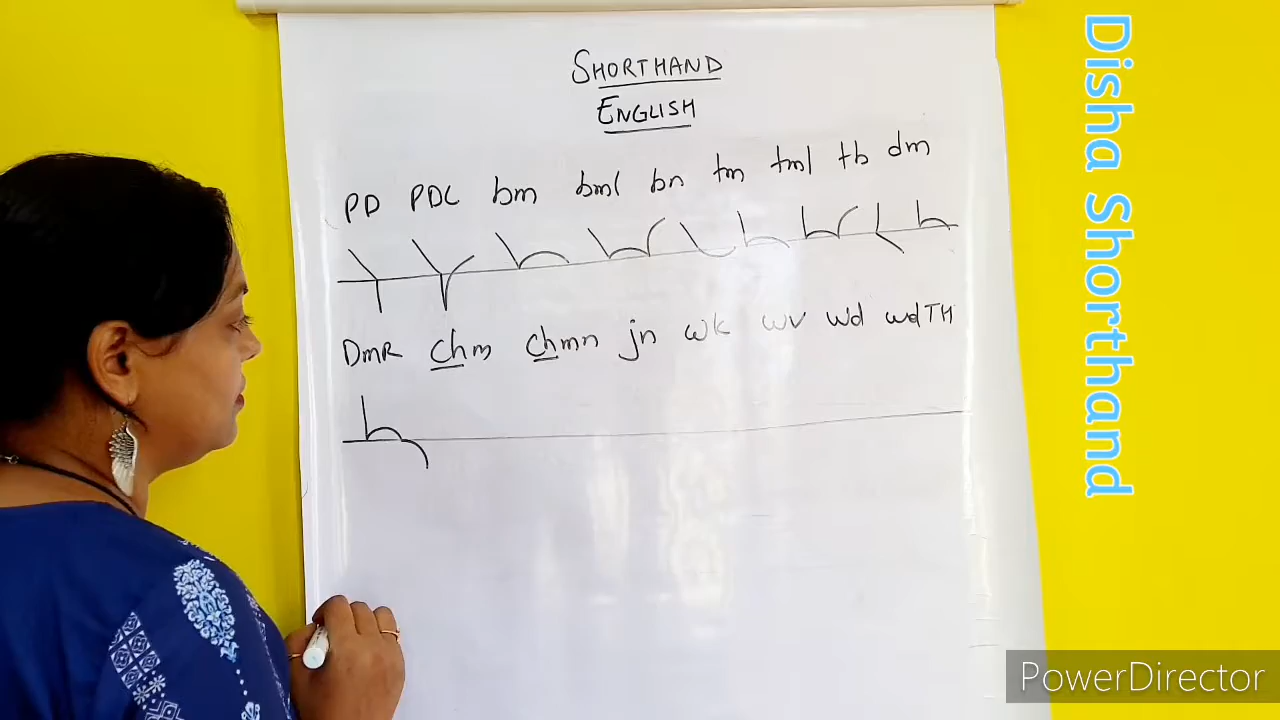 SHORTHAND
ENGLISH
PD PDL bm bml bn tm tml tb dm
DmR chm chmn jn wk wv wd wdTH
Disha Shorthand
PowerDirector